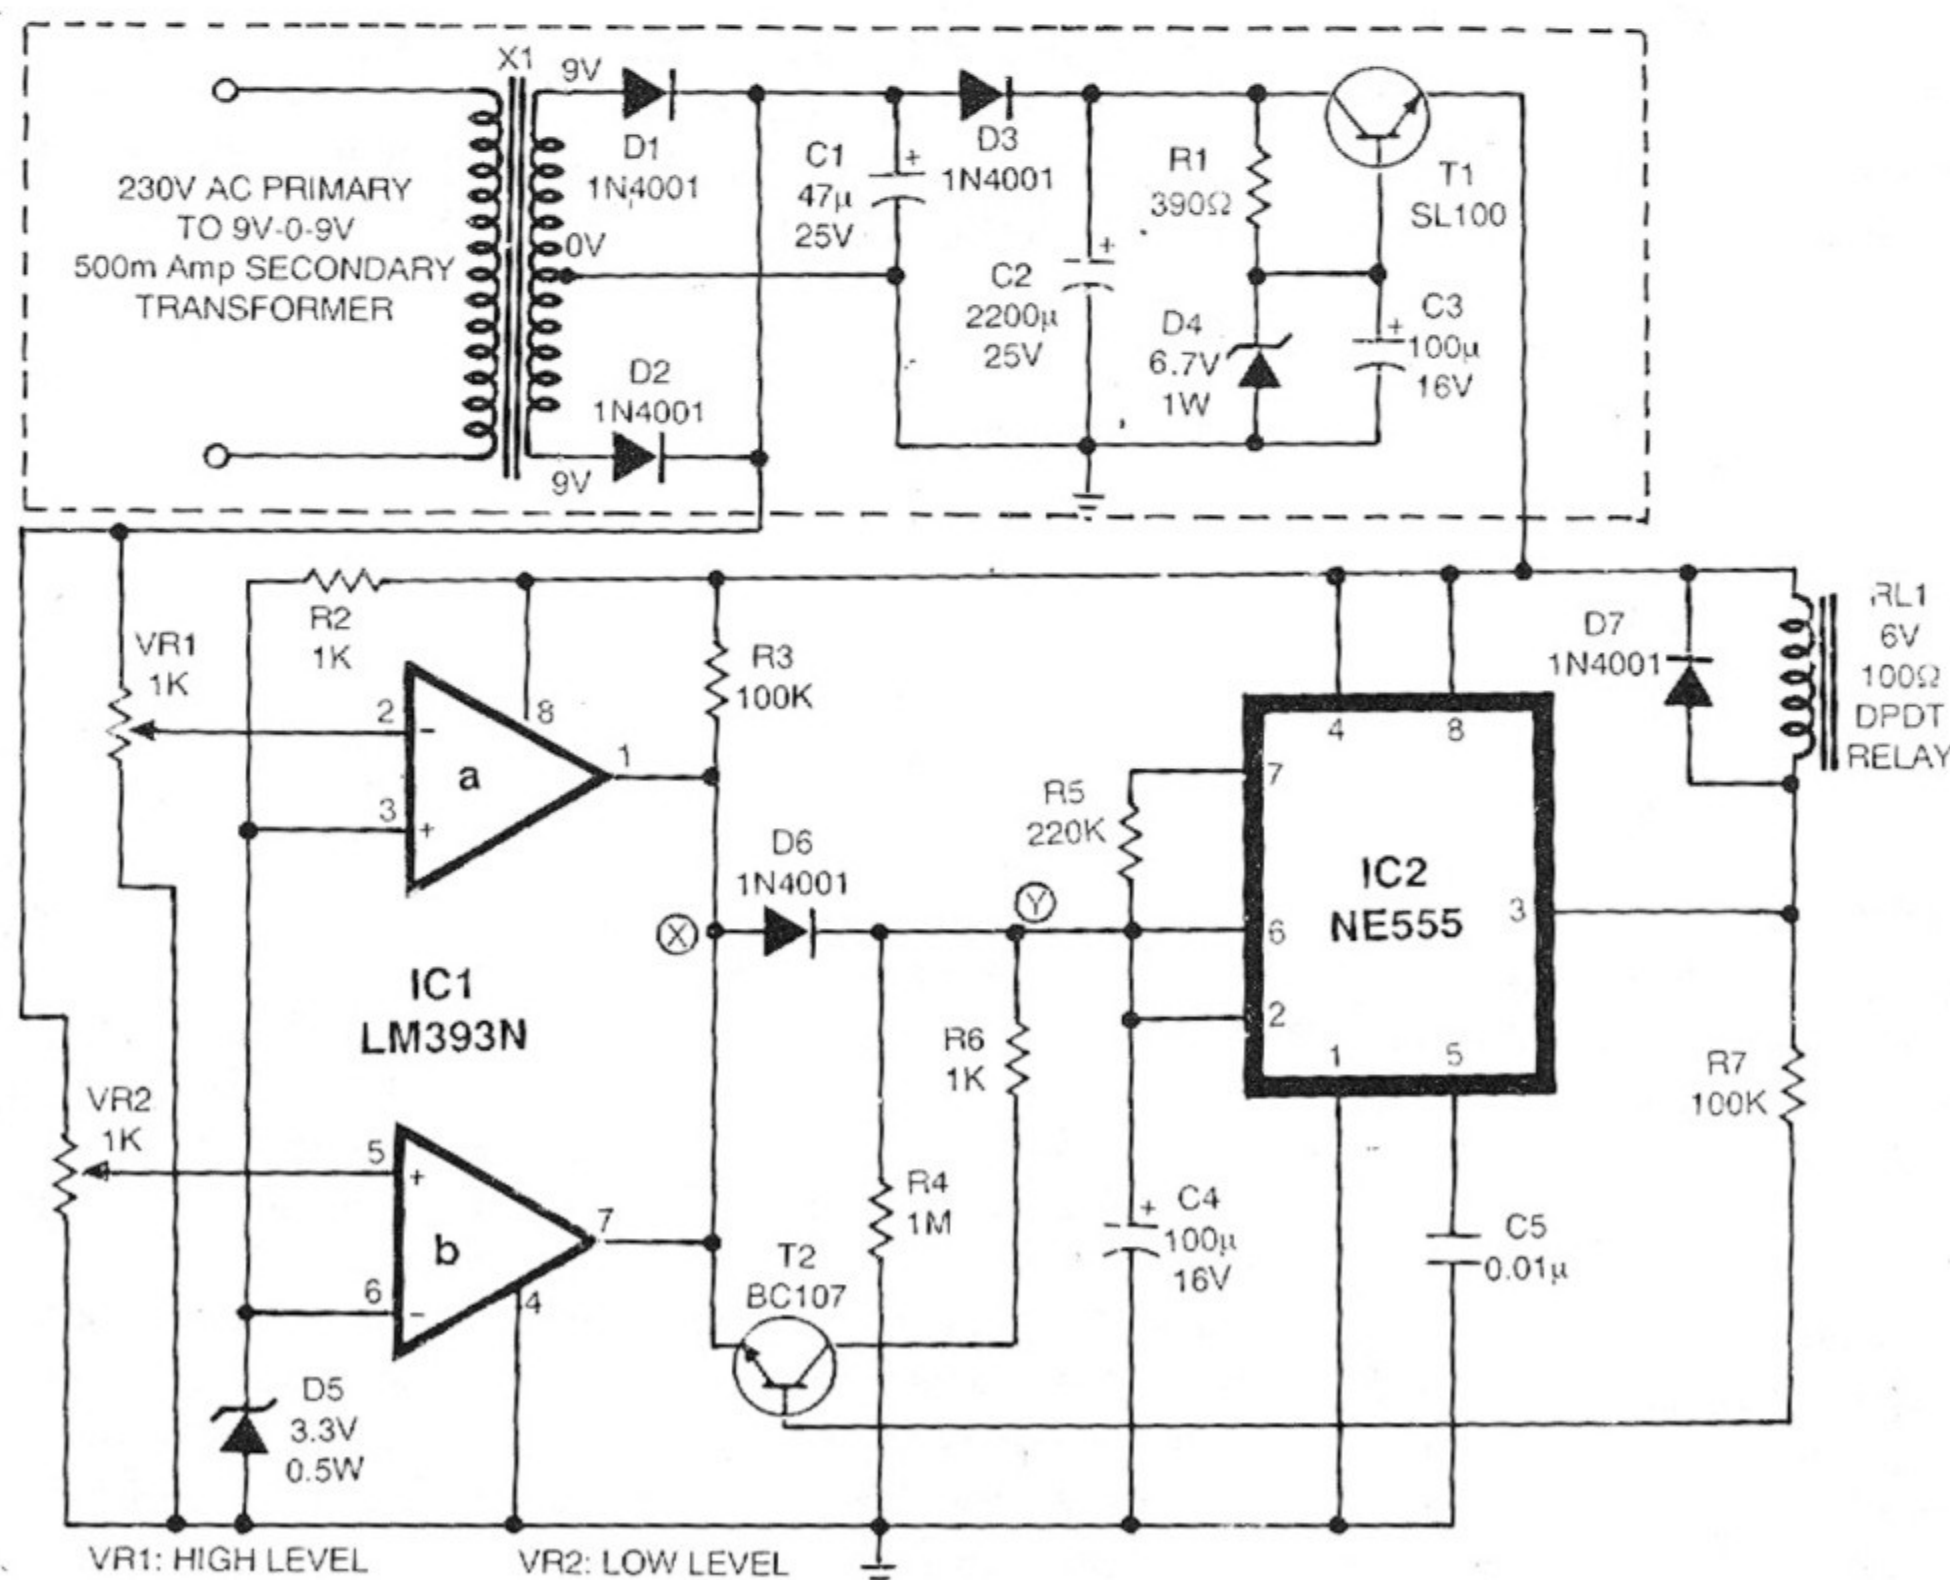 X1
9V
D1
1N4001
230V AC PRIMARY
TO 9V-0-9V
500m Amp SECONDARY
TRANSFORMER
0V
D2
1N4001
9V
C1
47µ
25V
+
D3
1N4001
C2
2200µ
25V
+
R1
390Ω
T1
SL100
D4
6.7V
1W
C3
100µ
16V
+
VR1
1K
R2
1K
2
-
3
+
a
8
1
R3
100K
D7
1N4001
RL1
6V
100Ω
DPDT
RELAY
4
8
7
R5
220K
IC2
NE555
3
6
2
1
5
D6
1N4001
X
Y
IC1
LM393N
R6
1K
R7
100K
VR2
1K
5
+
6
-
b
7
4
R4
1M
T2
BC107
C4
100µ
16V
+
C5
0.01µ
D5
3.3V
0.5W
VR1: HIGH LEVEL
VR2: LOW LEVEL